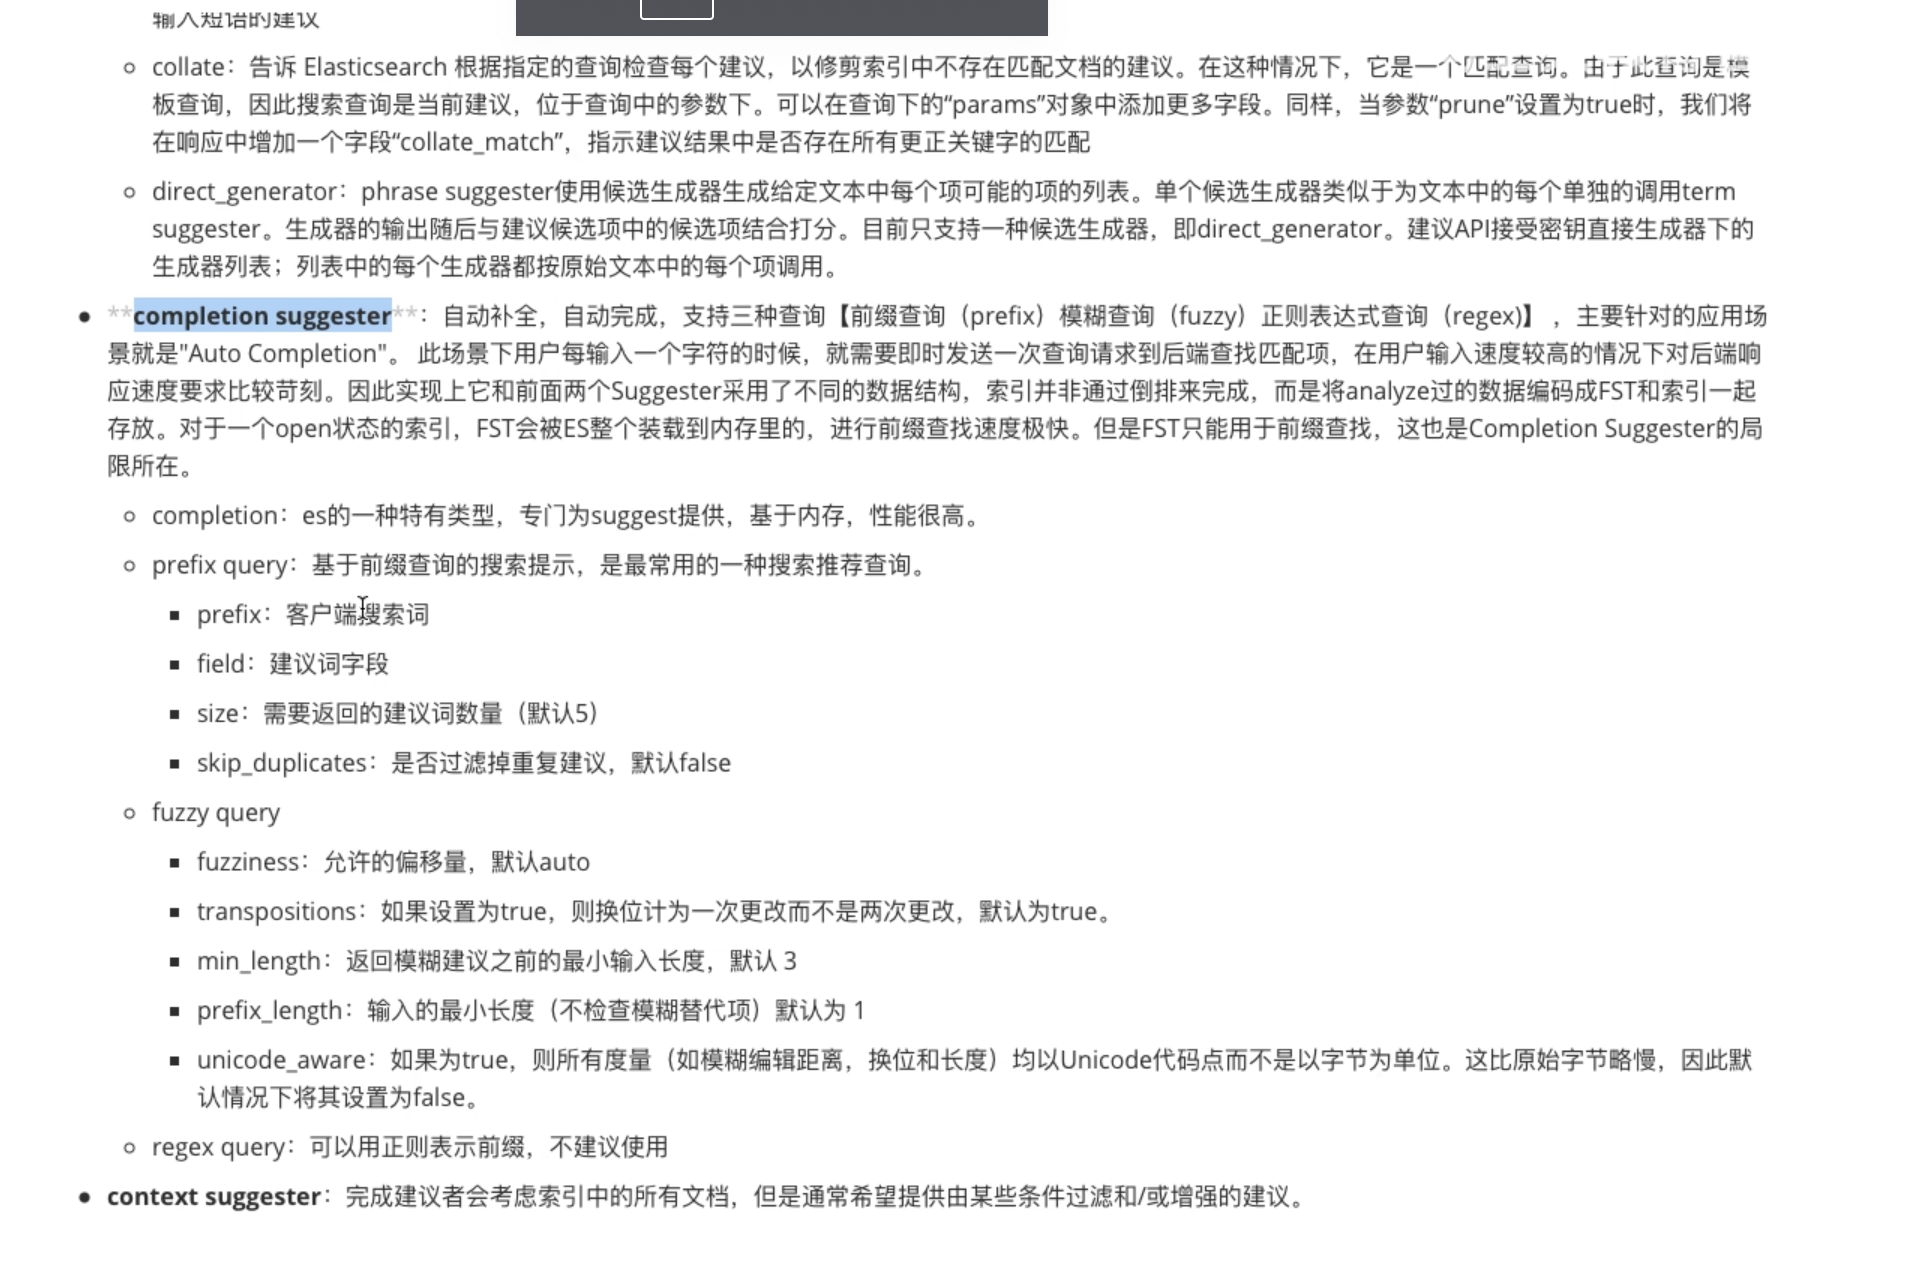 输入短语的建议
collate：告诉 Elasticsearch 根据指定的查询检查每个建议，以修剪索引中不存在匹配文档的建议。在这种情况下，它是一个匹配查询。由于此查询是模
板查询，因此搜索查询是当前建议，位于查询中的参数下。可以在查询下的“params”对象中添加更多字段。同样，当参数“prune”设置为true时，我们将
在响应中增加一个字段“collate_match”，指示建议结果中是否存在所有更正关键字的匹配
direct_generator：phrase suggester使用候选生成器生成给定文本中每个项可能的项的列表。单个候选生成器类似于为文本中的每个单独的调用term
suggester。生成器的输出随后与建议候选项中的候选项结合打分。目前只支持一种候选生成器，即direct_generator。建议API接受密钥直接生成器下的
生成器列表；列表中的每个生成器都按原始文本中的每个项调用。
**completion suggester**：自动补全，自动完成，支持三种查询【前缀查询（prefix）模糊查询（fuzzy）正则表达式查询（regex)】 ，主要针对的应用场
景就是"Auto Completion"。 此场景下用户每输入一个字符的时候，就需要即时发送一次查询请求到后端查找匹配项，在用户输入速度较高的情况下对后端响
应速度要求比较苛刻。因此实现上它和前面两个Suggester采用了不同的数据结构，索引并非通过倒排来完成，而是将analyze过的数据编码成FST和索引一起
存放。对于一个open状态的索引，FST会被ES整个装载到内存里的，进行前缀查找速度极快。但是FST只能用于前缀查找，这也是Completion Suggester的局
限所在。
completion：es的一种特有类型，专门为suggest提供，基于内存，性能很高。
prefix query：基于前缀查询的搜索提示，是最常用的一种搜索推荐查询。
prefix：客户端搜索词
field：建议词字段
size：需要返回的建议词数量（默认5）
skip_duplicates：是否过滤掉重复建议，默认false
fuzzy query
fuzziness：允许的偏移量，默认auto
transpositions：如果设置为true，则换位计为一次更改而不是两次更改，默认为true。
min_length：返回模糊建议之前的最小输入长度，默认 3
prefix_length：输入的最小长度（不检查模糊替代项）默认为 1
unicode_aware：如果为true，则所有度量（如模糊编辑距离，换位和长度）均以Unicode代码点而不是以字节为单位。这比原始字节略慢，因此默
认情况下将其设置为false。
regex query：可以用正则表示前缀，不建议使用
context suggester：完成建议者会考虑索引中的所有文档，但是通常希望提供由某些条件过滤和/或增强的建议。